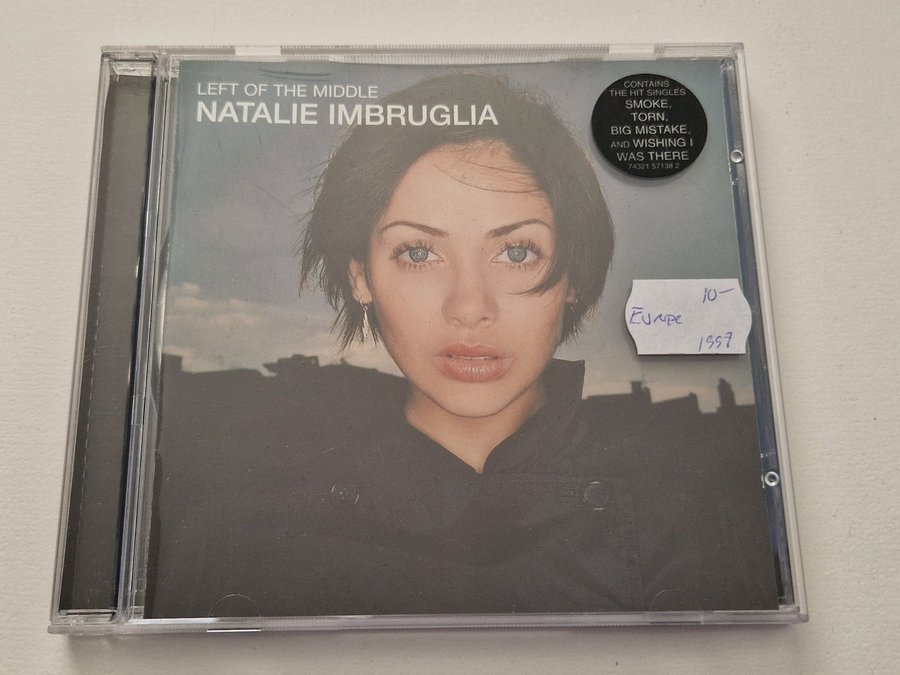 LEFT OF THE MIDDLE
NATALIE IMBRUGLIA
CONTAINS
THE HIT SINGLES
SMOKE,
TORN,
BIG MISTAKE,
AND WISHING I
WAS THERE
74321 57138 2
10-
EUROPE
1997